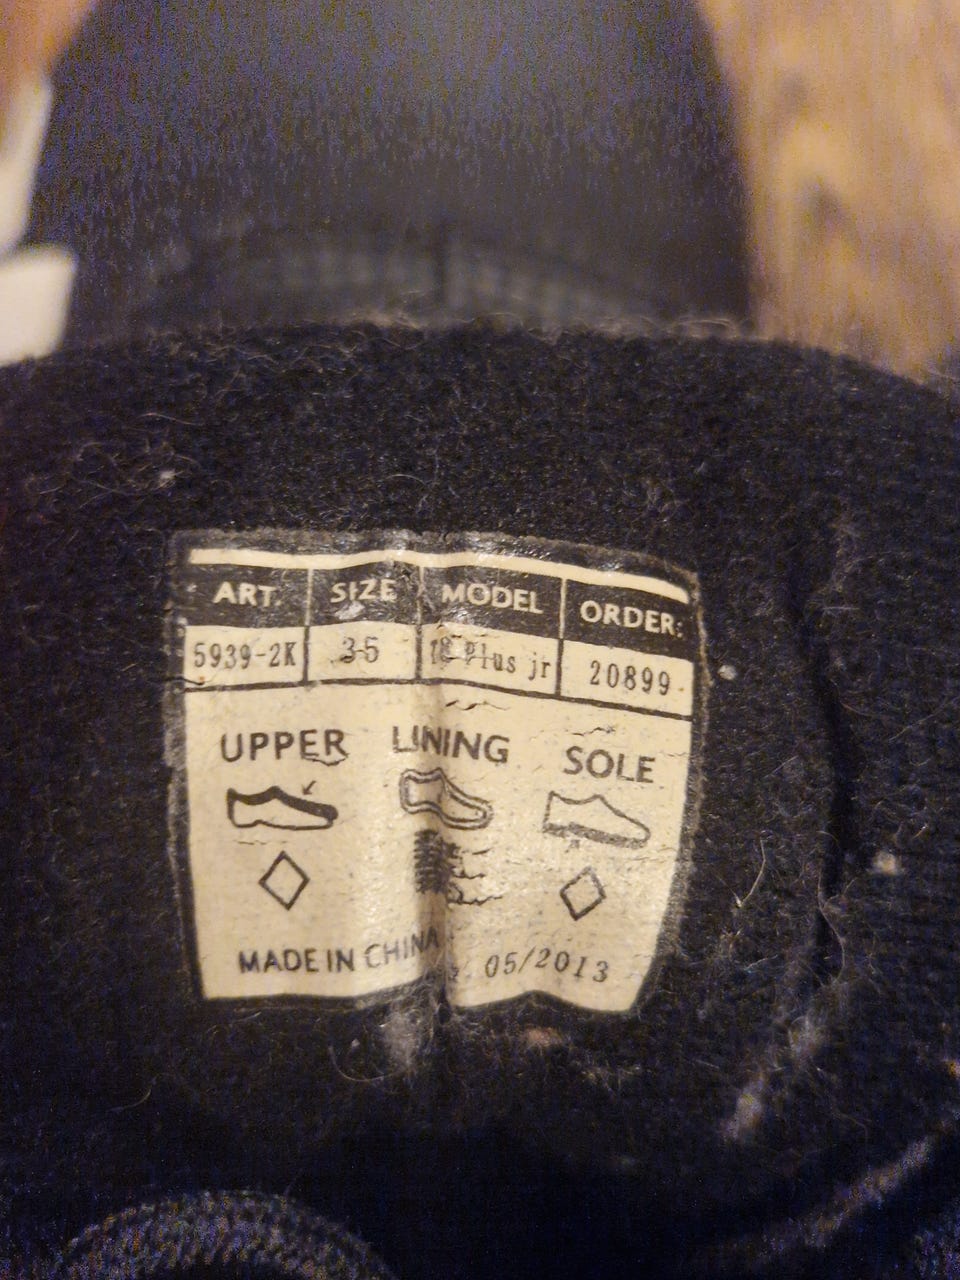 ART. SIZE MODEL ORDER:
5939-2K 35 Plus jr 20899
UPPER LINING SOLE
MADE IN CHINA 05/2013